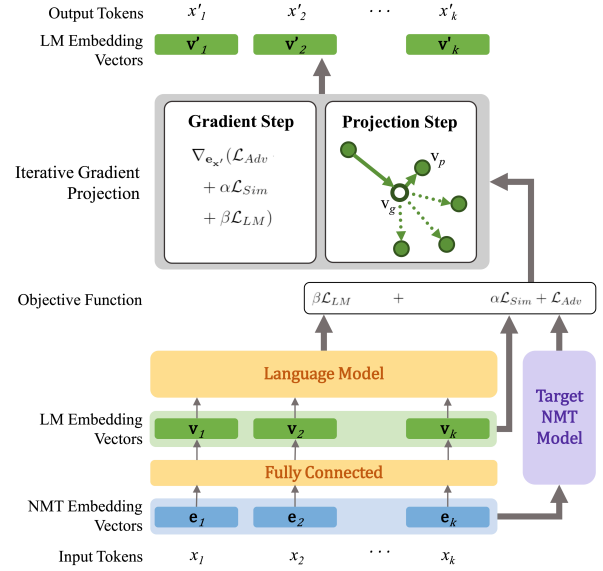 Output Tokens x'1 x'2 · · · x'k
LM Embedding
Vectors
v'1 v'2 v'k
Gradient Step
∇e_x′(ℒAdv
+ αℒSim
+ βℒLM)
Projection Step
vp
vg
Iterative Gradient
Projection
Objective Function
βℒLM + αℒSim + ℒAdv
Language Model
Target
NMT
Model
LM Embedding
Vectors
v1 v2 vk
Fully Connected
NMT Embedding
Vectors
e1 e2 ek
Input Tokens x1 x2 · · · xk